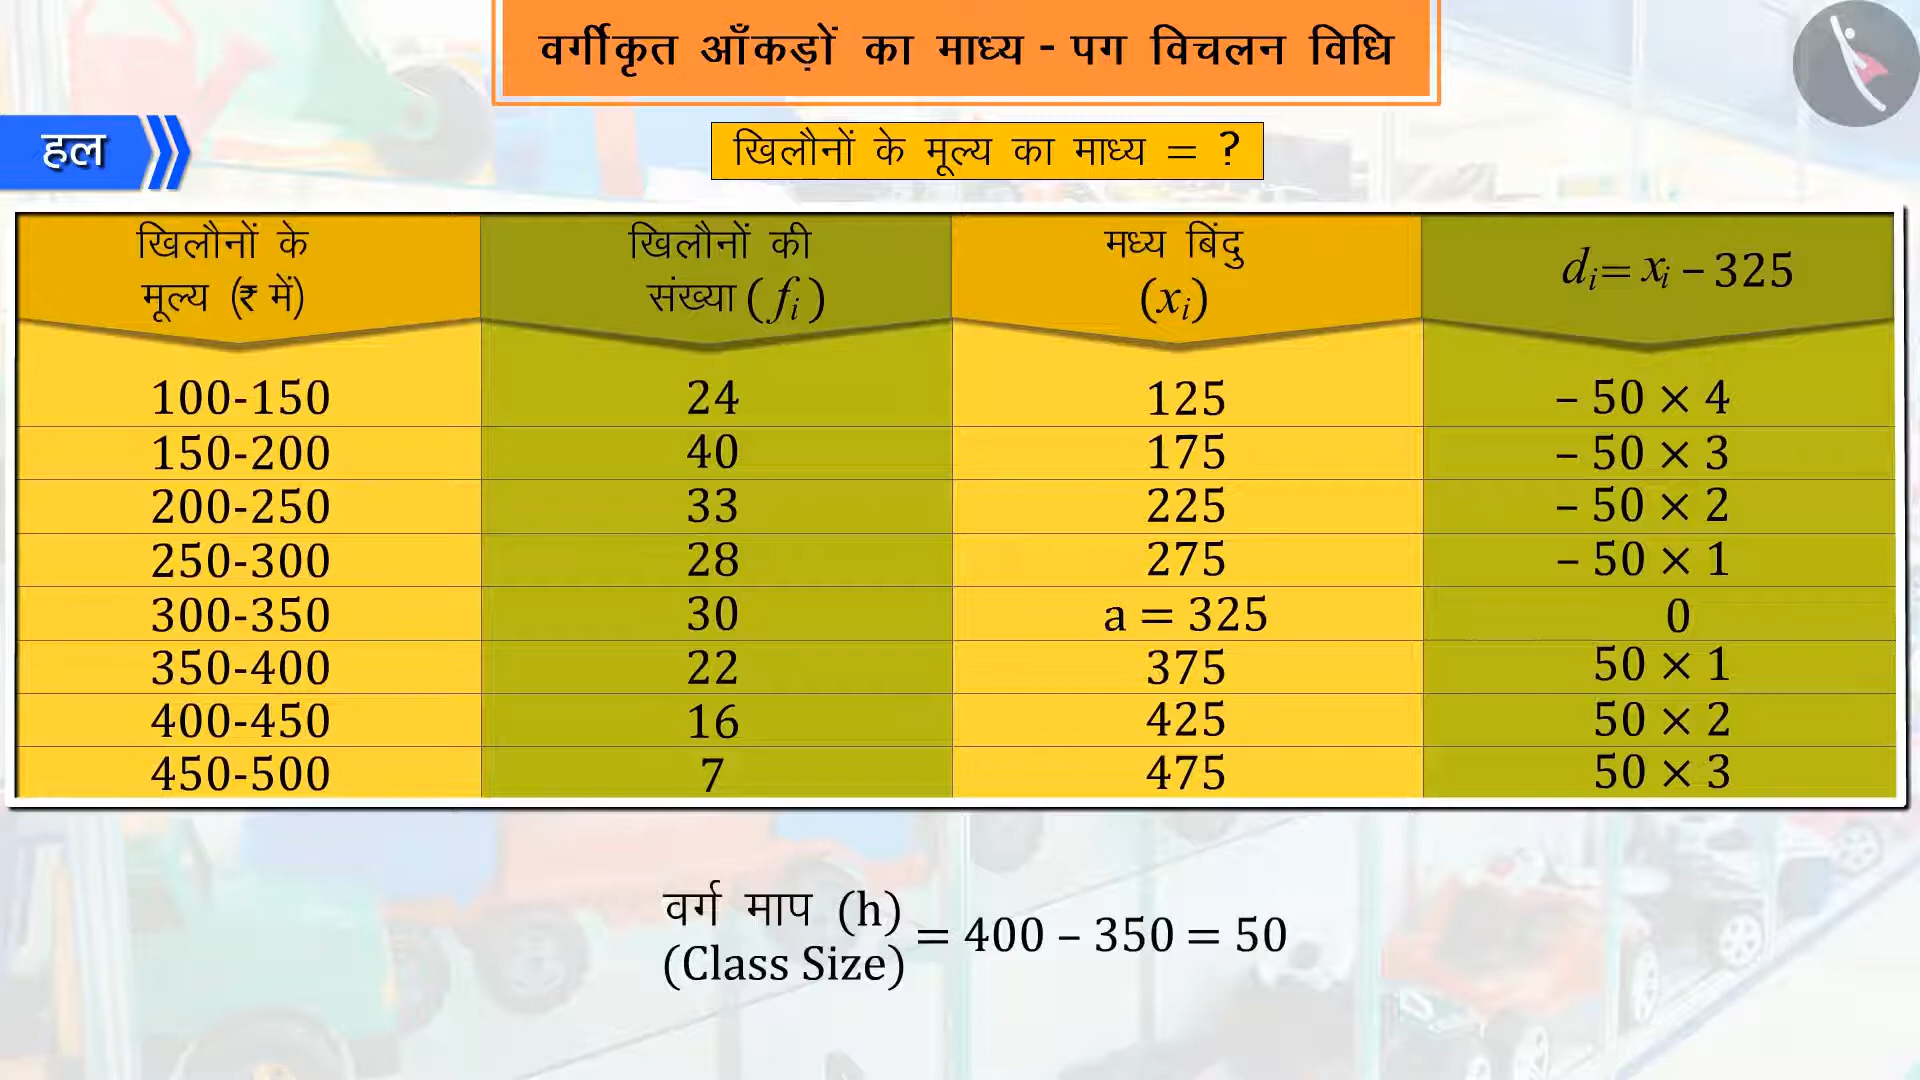 वर्गीकृत आँकड़ों का माध्य - पग विचलन विधि
हल
खिलौनों के मूल्य का माध्य = ?
खिलौनों के मूल्य (₹ में) खिलौनों की संख्या ( fi ) मध्य बिंदु (xi) di = xi – 325
100-150 24 125 – 50 × 4
150-200 40 175 – 50 × 3
200-250 33 225 – 50 × 2
250-300 28 275 – 50 × 1
300-350 30 a = 325 0
350-400 22 375 50 × 1
400-450 16 425 50 × 2
450-500 7 475 50 × 3
वर्ग माप (h)
(Class Size) = 400 – 350 = 50